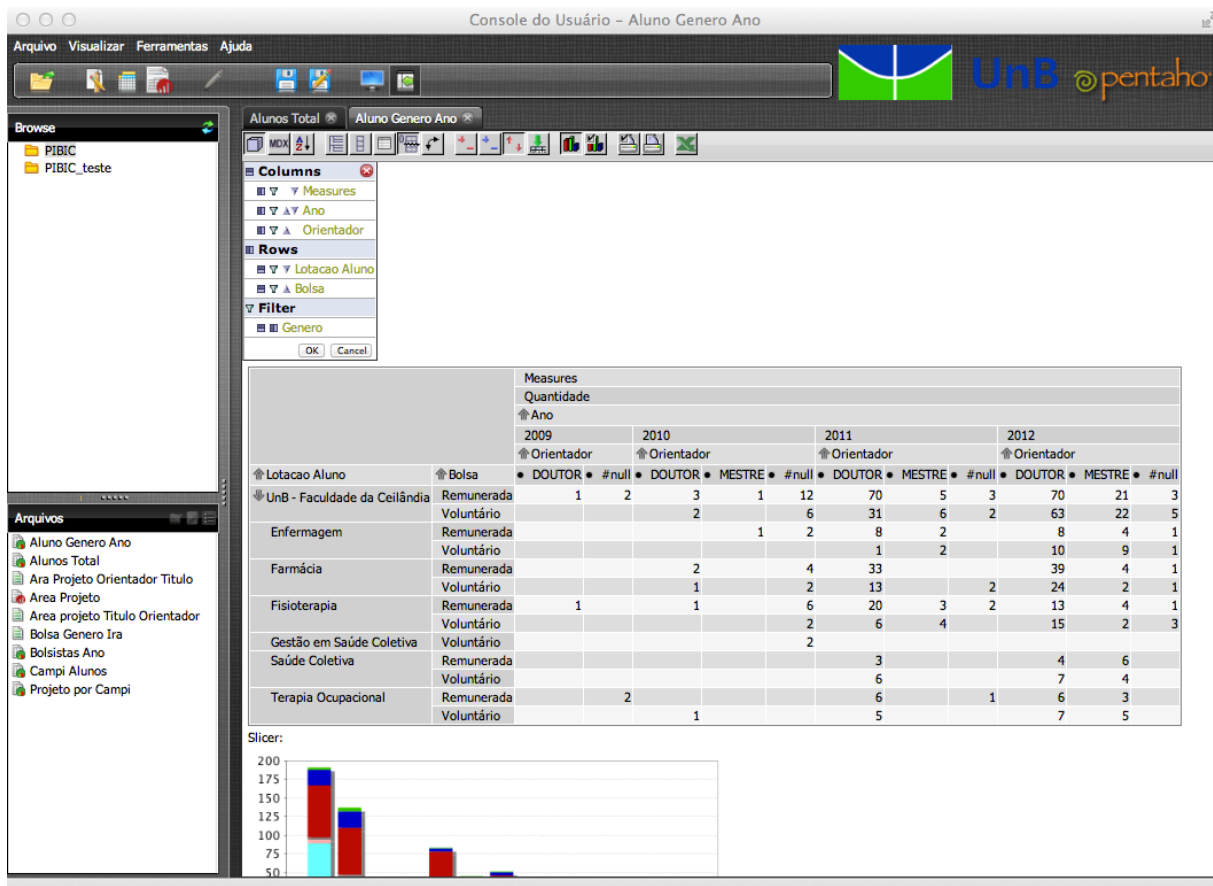 Console do Usuário – Aluno Genero Ano
Arquivo Visualizar Ferramentas Ajuda
UnB pentaho
Browse
PIBIC
PIBIC_teste
Arquivos
Aluno Genero Ano
Alunos Total
Ara Projeto Orientador Titulo
Area Projeto
Area projeto Titulo Orientador
Bolsa Genero Ira
Bolsistas Ano
Campi Alunos
Projeto por Campi
Alunos Total Aluno Genero Ano
MDX
Columns
Measures
Ano
Orientador
Rows
Lotacao Aluno
Bolsa
Filter
Genero
OK Cancel
Measures
Quantidade
Ano
2009 2010 2011 2012
Orientador Orientador Orientador Orientador
Lotacao Aluno Bolsa • DOUTOR • #null • DOUTOR • MESTRE • #null • DOUTOR • MESTRE • #null • DOUTOR • MESTRE • #null
UnB - Faculdade da Ceilândia Remunerada 1 2 3 1 12 70 5 3 70 21 3
Voluntário 2 6 31 6 2 63 22 5
Enfermagem Remunerada 1 2 8 2 8 4 1
Voluntário 1 2 10 9 1
Farmácia Remunerada 2 4 33 39 4 1
Voluntário 1 2 13 2 24 2 1
Fisioterapia Remunerada 1 1 6 20 3 2 13 4 1
Voluntário 2 6 4 15 2 3
Gestão em Saúde Coletiva Voluntário 2
Saúde Coletiva Remunerada 3 4 6
Voluntário 6 7 4
Terapia Ocupacional Remunerada 2 6 1 6 3
Voluntário 1 5 7 5
Slicer:
200
175
150
125
100
75
50